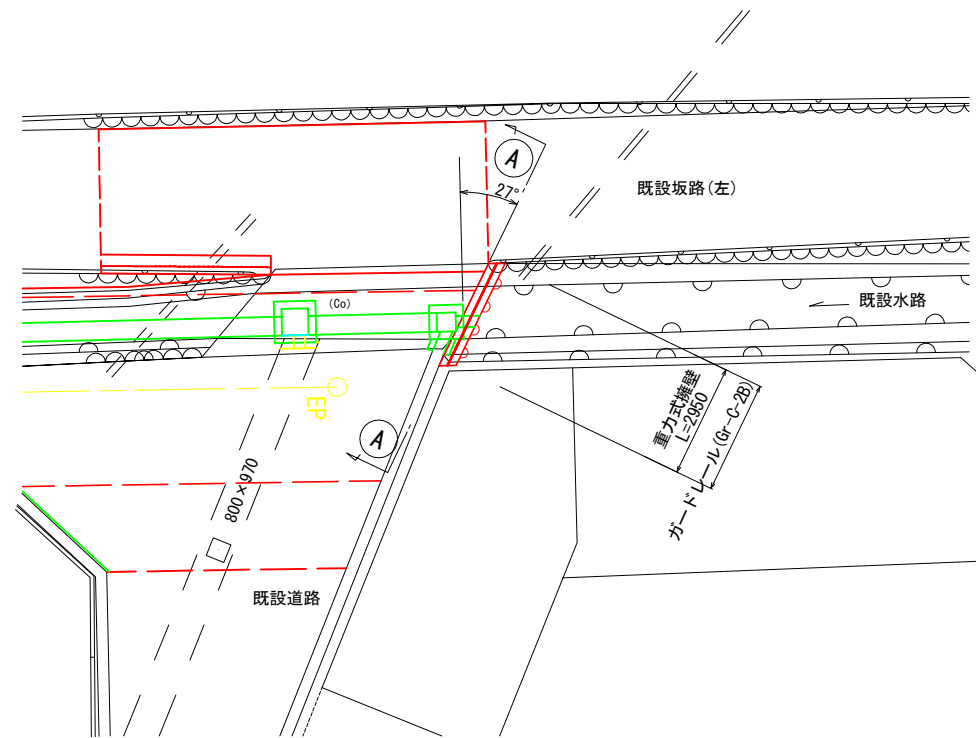 A
27°
既設坂路(左)
(Co)
既設水路
EP
重力式擁壁
L=2950
ガードレール(Gr-C-2B)
A
800×970
既設道路